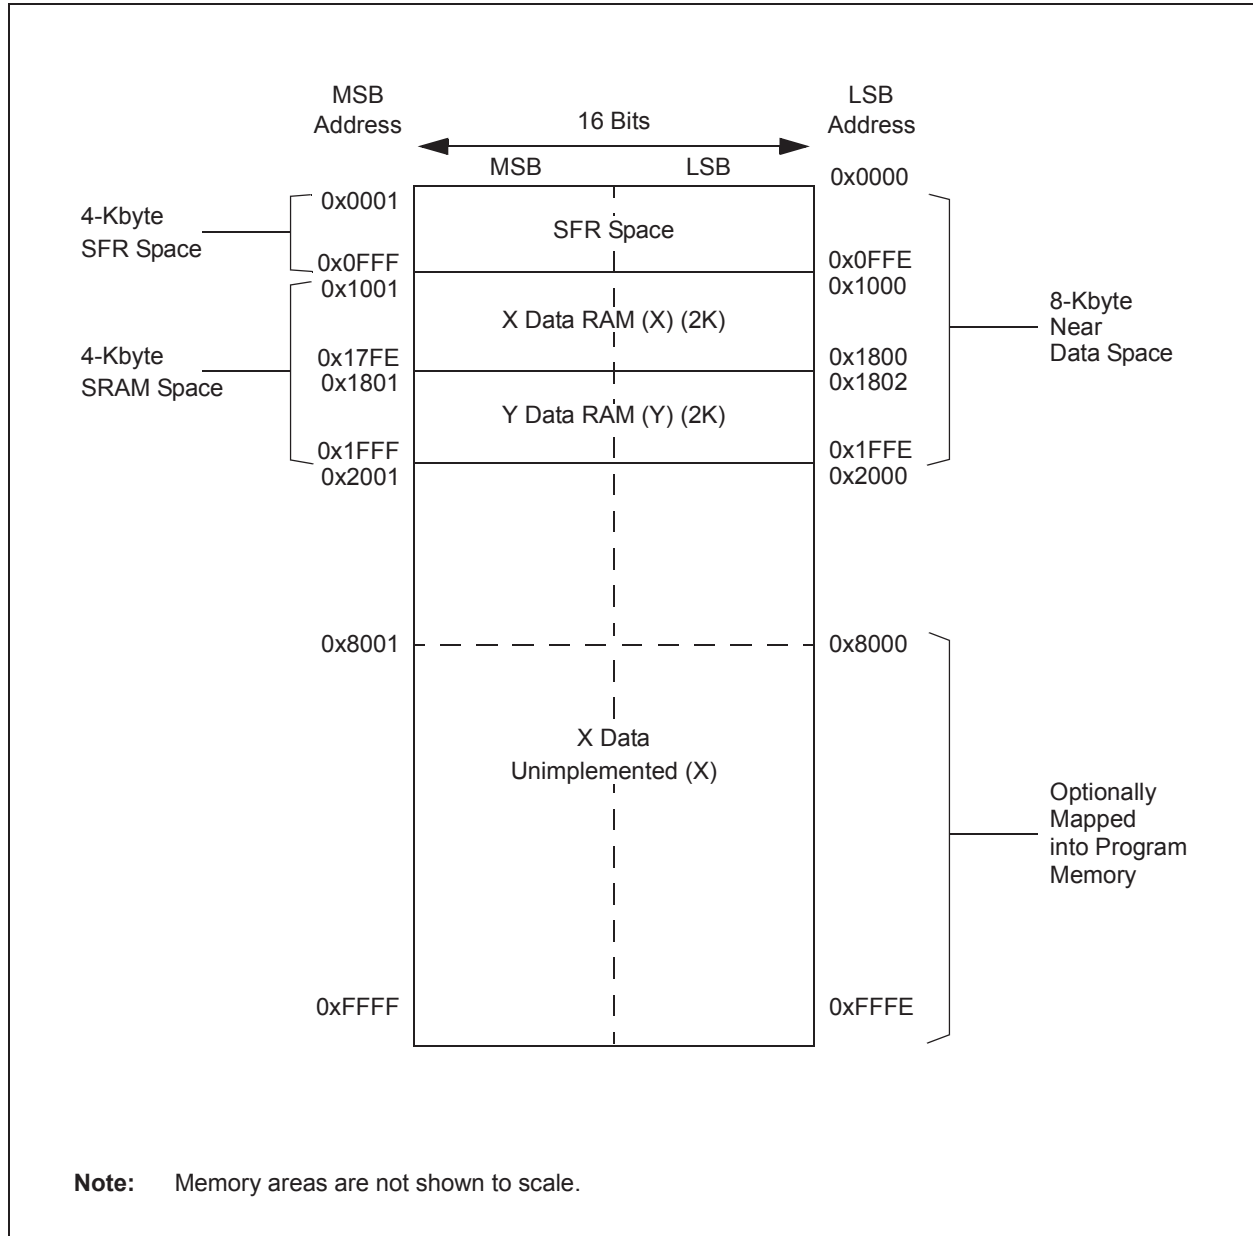 MSB
Address
LSB
Address
16 Bits
MSB
LSB
0x0000
0x0001
4-Kbyte
SFR Space
SFR Space
0x0FFF
0x0FFE
0x1001
0x1000
X Data RAM (X) (2K)
8-Kbyte
Near
Data Space
4-Kbyte
SRAM Space
0x17FE
0x1800
0x1801
0x1802
Y Data RAM (Y) (2K)
0x1FFF
0x1FFE
0x2001
0x2000
0x8001
0x8000
X Data
Unimplemented (X)
Optionally
Mapped
into Program
Memory
0xFFFF
0xFFFE
Note: Memory areas are not shown to scale.